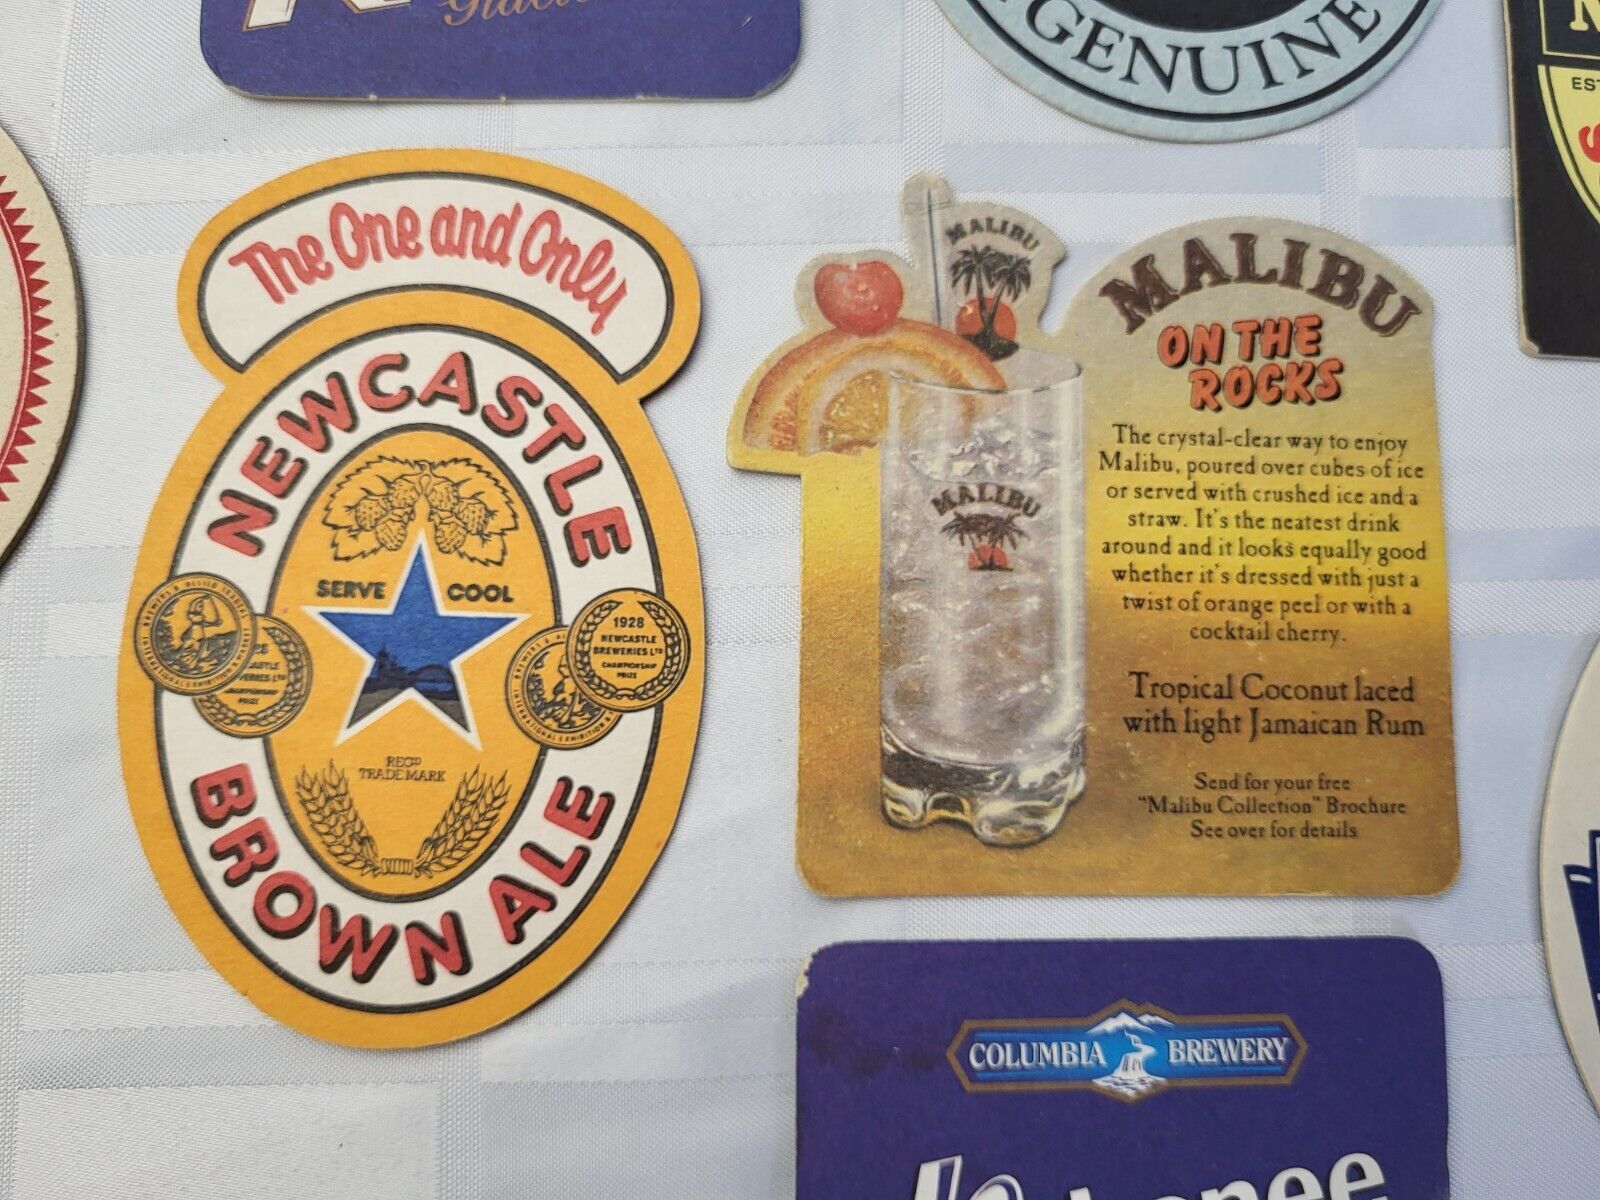 GENUINE
The One and Only
NEWCASTLE
SERVE COOL
1928
NEWCASTLE
BREWERIES LTD
CHAMPIONSHIP
PRIZE
REGD
TRADE MARK
BROWN ALE
MALIBU
MALIBU
MALIBU
ON THE
ROCKS
The crystal-clear way to enjoy
Malibu, poured over cubes of ice
or served with crushed ice and a
straw. It's the neatest drink
around and it looks equally good
whether it's dressed with just a
twist of orange peel or with a
cocktail cherry.
Tropical Coconut laced
with light Jamaican Rum
Send for your free
"Malibu Collection" Brochure
See over for details
COLUMBIA BREWERY